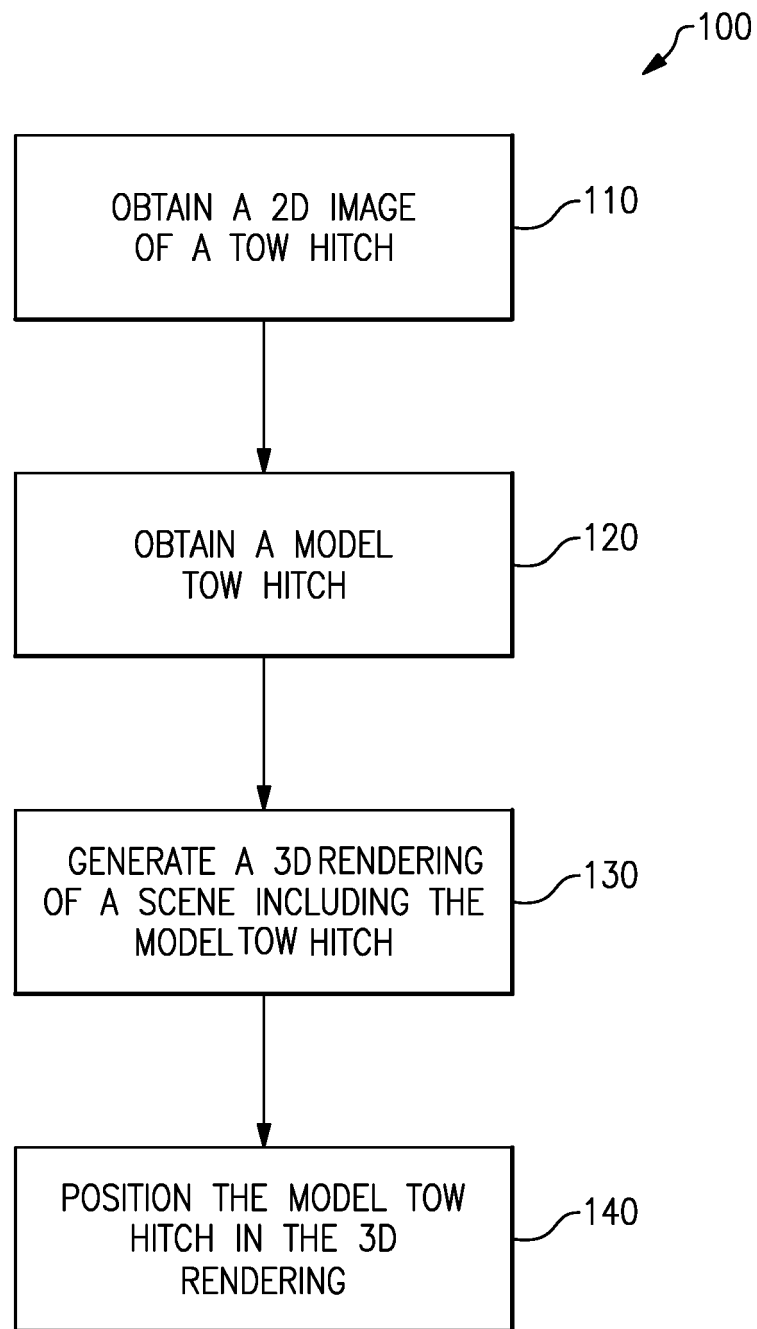 100
OBTAIN A 2D IMAGE
OF A TOW HITCH
110
OBTAIN A MODEL
TOW HITCH
120
GENERATE A 3D RENDERING
OF A SCENE INCLUDING THE
MODEL TOW HITCH
130
POSITION THE MODEL TOW
HITCH IN THE 3D
RENDERING
140